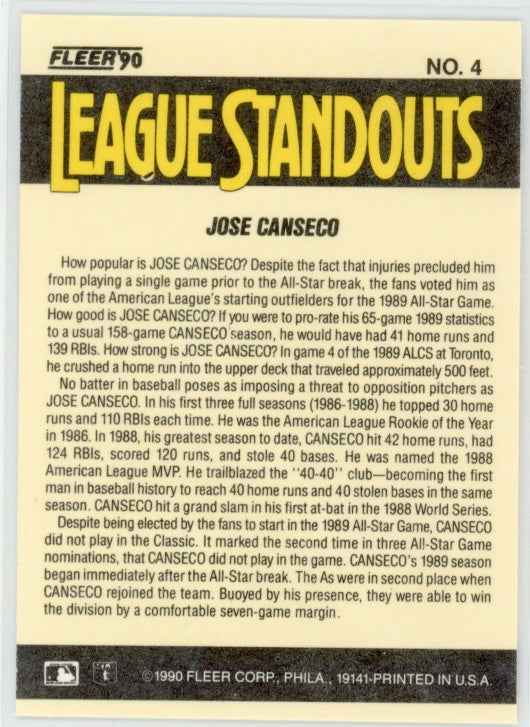 FLEER'90
NO. 4
LEAGUE STANDOUTS
JOSE CANSECO
How popular is JOSE CANSECO? Despite the fact that injuries precluded him
from playing a single game prior to the All-Star break, the fans voted him as
one of the American League's starting outfielders for the 1989 All-Star Game.
How good is JOSE CANSECO? If you were to pro-rate his 65-game 1989 statistics
to a usual 158-game CANSECO season, he would have had 41 home runs and
139 RBIs. How strong is JOSE CANSECO? In game 4 of the 1989 ALCS at Toronto,
he crushed a home run into the upper deck that traveled approximately 500 feet.
No batter in baseball poses as imposing a threat to opposition pitchers as
JOSE CANSECO. In his first three full seasons (1986-1988) he topped 30 home
runs and 110 RBIs each time. He was the American League Rookie of the Year
in 1986. In 1988, his greatest season to date, CANSECO hit 42 home runs, had
124 RBIs, scored 120 runs, and stole 40 bases. He was named the 1988
American League MVP. He trailblazed the "40-40" club—becoming the first
man in baseball history to reach 40 home runs and 40 stolen bases in the same
season. CANSECO hit a grand slam in his first at-bat in the 1988 World Series.
Despite being elected by the fans to start in the 1989 All-Star Game, CANSECO
did not play in the Classic. It marked the second time in three All-Star Game
nominations, that CANSECO did not play in the game. CANSECO's 1989 season
began immediately after the All-Star break. The As were in second place when
CANSECO rejoined the team. Buoyed by his presence, they were able to win
the division by a comfortable seven-game margin.
©1990 FLEER CORP., PHILA., 19141-PRINTED IN U.S.A